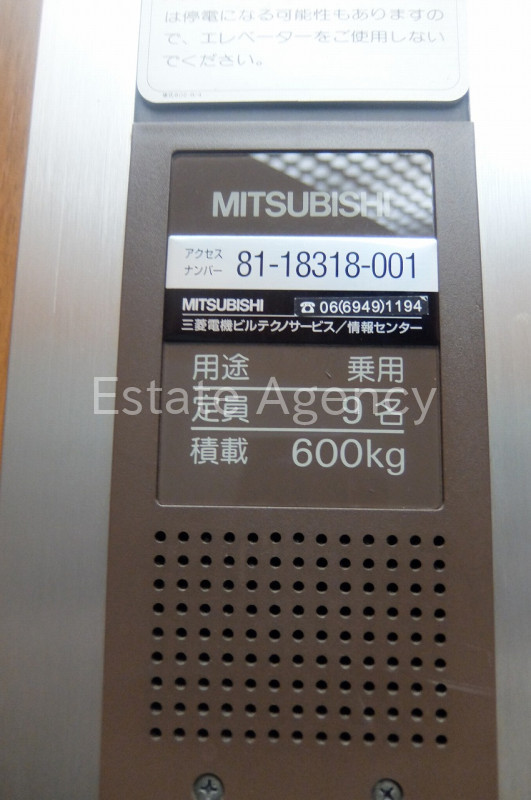 は停電になる可能性もありますの
で、エレベーターをご使用しない
でください。
MITSUBISHI
アクセス
ナンバー 81-18318-001
MITSUBISHI ☎ 06(6949)1194
三菱電機ビルテクノサービス／情報センター
用途 乗用
Estate Agency
定員 9名
積載 600kg